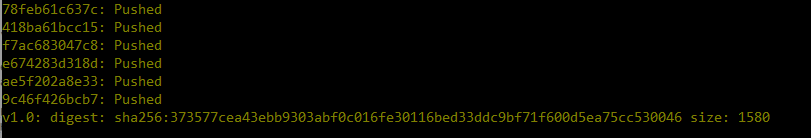 78feb61c637c: Pushed
418ba61bcc15: Pushed
f7ac683047c8: Pushed
e674283d318d: Pushed
ae5f202a8e33: Pushed
9c46f426bcb7: Pushed
v1.0: digest: sha256:373577cea43ebb9303abf0c016fe30116bed33ddc9bf71f600d5ea75cc530046 size: 1580